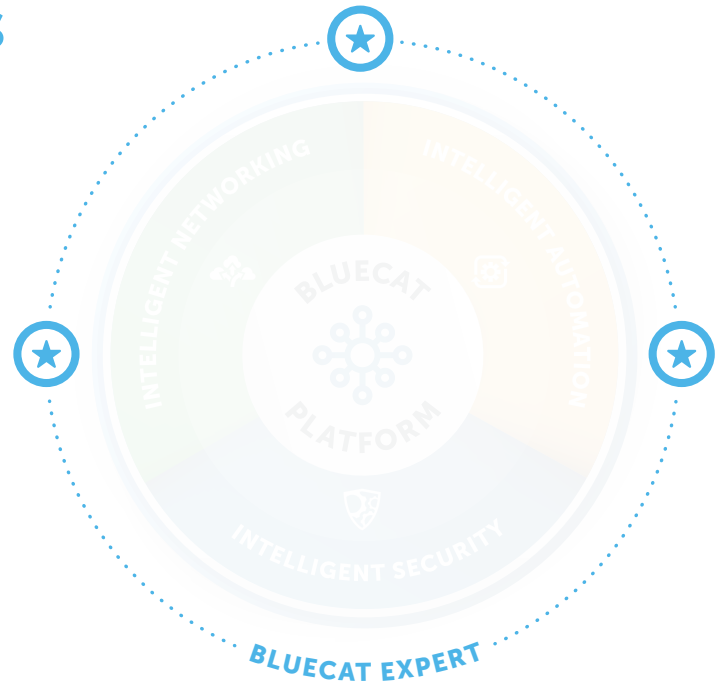 INTELLIGENT NETWORKING
INTELLIGENT AUTOMATION
BLUECAT
PLATFORM
INTELLIGENT SECURITY
BLUECAT EXPERT